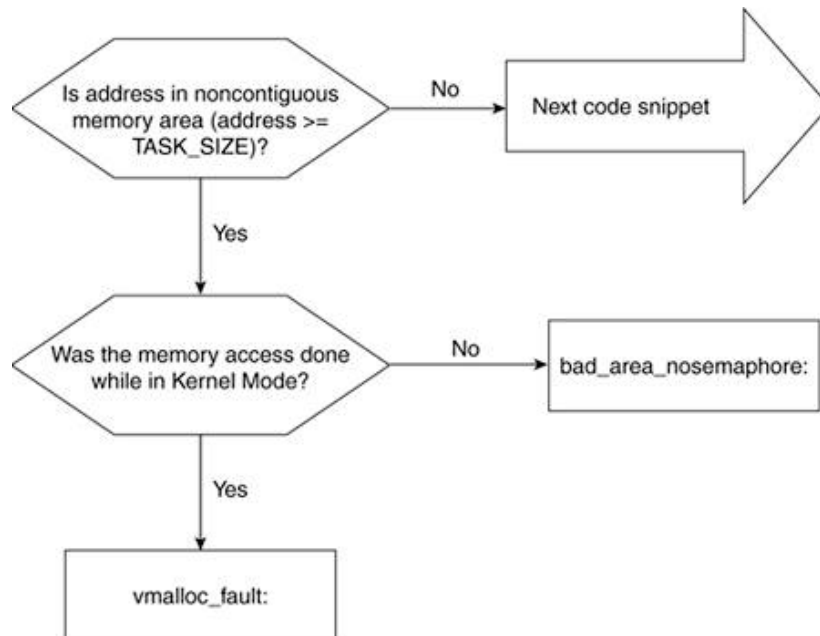 Is address in noncontiguous
memory area (address >=
TASK_SIZE)?
No
Next code snippet
Yes
Was the memory access done
while in Kernel Mode?
No
bad_area_nosemaphore:
Yes
vmalloc_fault: